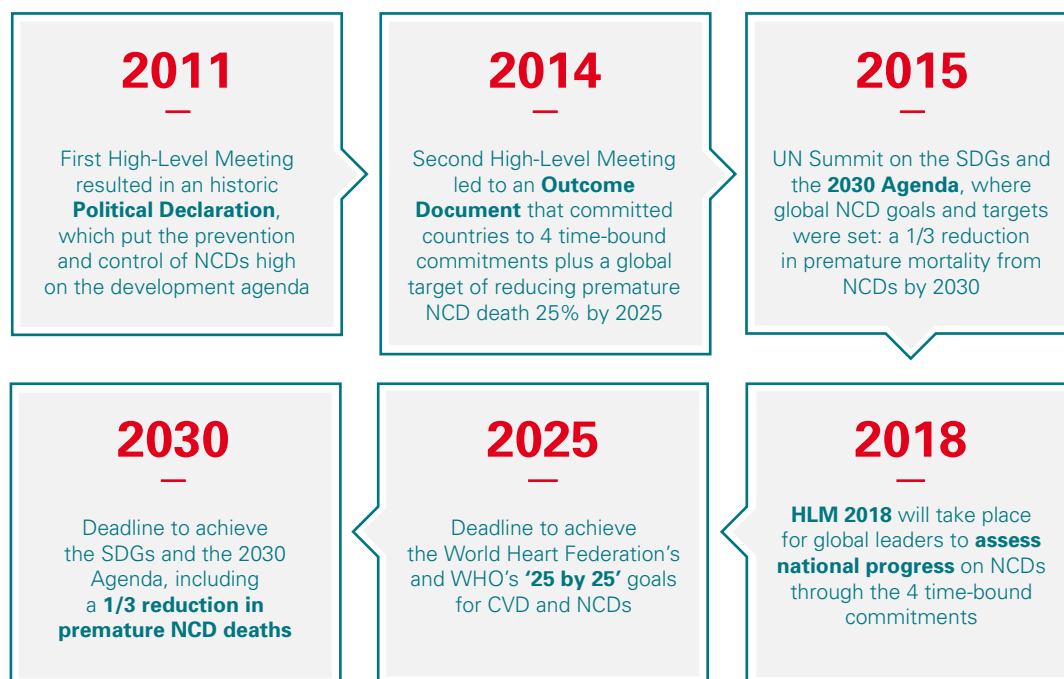 2011
First High-Level Meeting
resulted in an historic
Political Declaration,
which put the prevention
and control of NCDs high
on the development agenda
2014
Second High-Level Meeting
led to an Outcome
Document that committed
countries to 4 time-bound
commitments plus a global
target of reducing premature
NCD death 25% by 2025
2015
UN Summit on the SDGs and
the 2030 Agenda, where
global NCD goals and targets
were set: a 1/3 reduction
in premature mortality from
NCDs by 2030
2018
HLM 2018 will take place
for global leaders to assess
national progress on NCDs
through the 4 time-bound
commitments
2025
Deadline to achieve
the World Heart Federation’s
and WHO’s ‘25 by 25’ goals
for CVD and NCDs
2030
Deadline to achieve
the SDGs and the 2030
Agenda, including
a 1/3 reduction in
premature NCD deaths